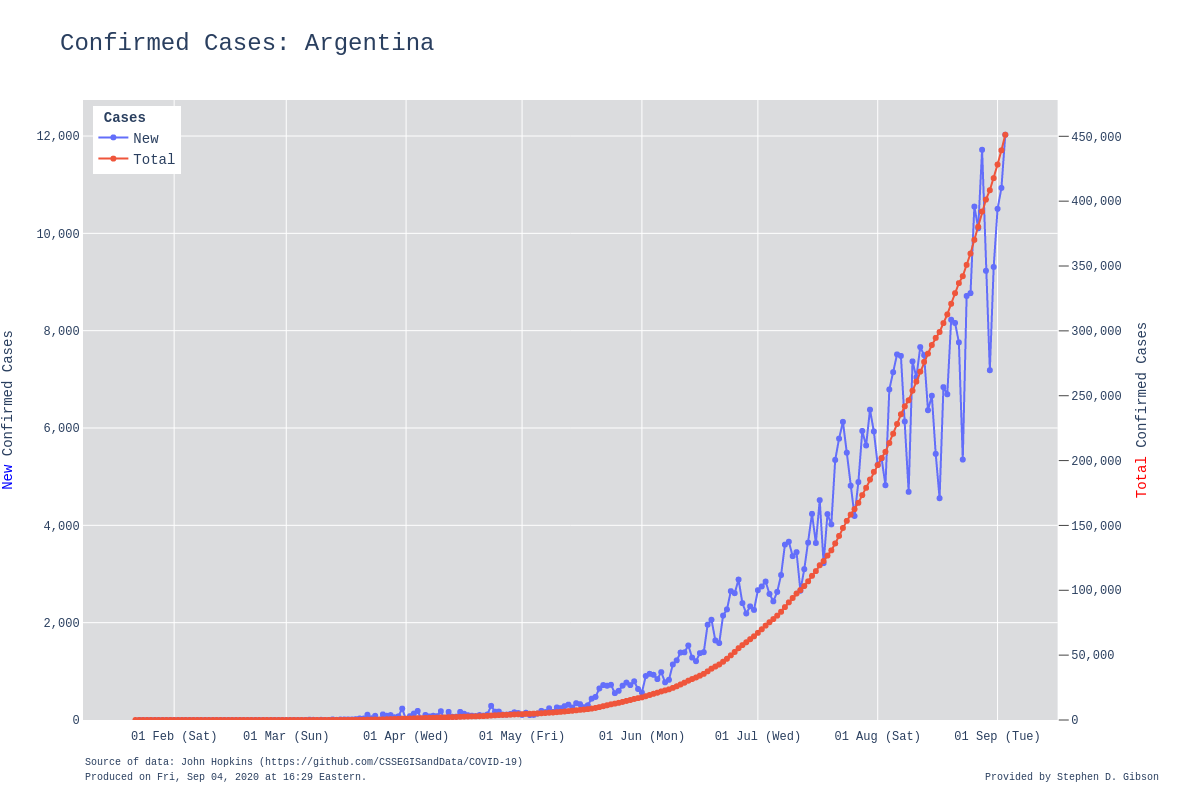 Confirmed Cases: Argentina
Cases
New
Total
12,000
10,000
8,000
6,000
4,000
2,000
0
New Confirmed Cases
450,000
400,000
350,000
300,000
250,000
200,000
150,000
100,000
50,000
0
Total Confirmed Cases
01 Feb (Sat) 01 Mar (Sun) 01 Apr (Wed) 01 May (Fri) 01 Jun (Mon) 01 Jul (Wed) 01 Aug (Sat) 01 Sep (Tue)
Source of data: John Hopkins (https://github.com/CSSEGISandData/COVID-19)
Produced on Fri, Sep 04, 2020 at 16:29 Eastern.
Provided by Stephen D. Gibson